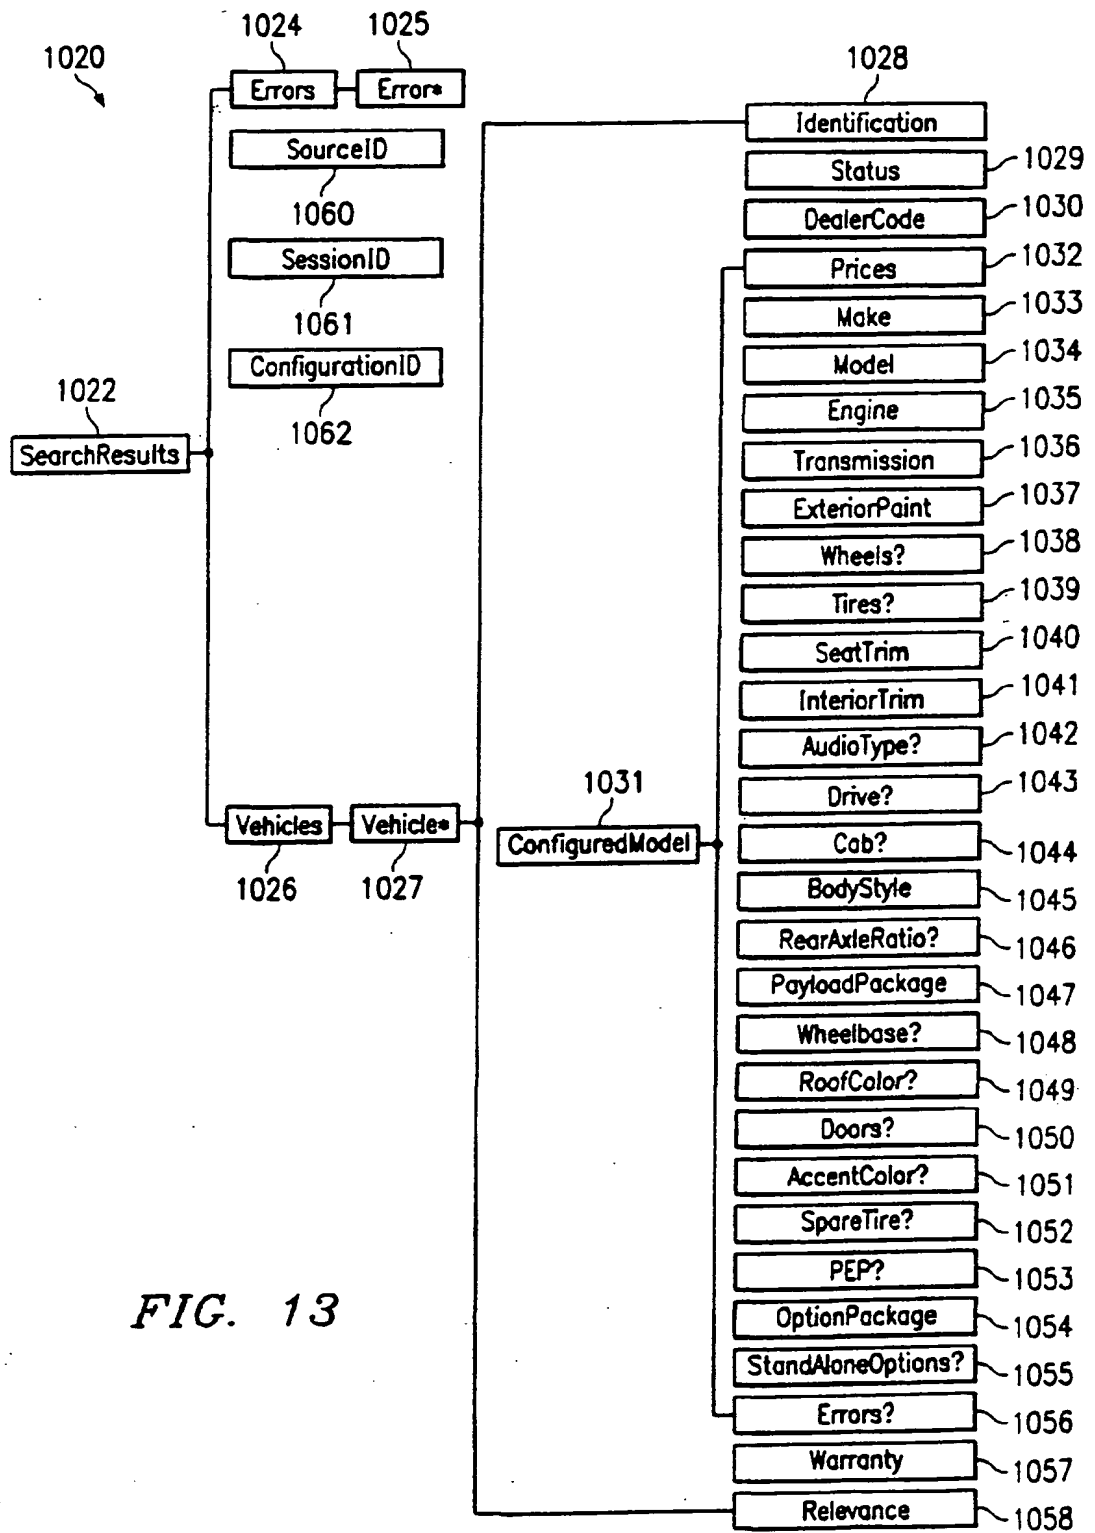 1020
1024
1025
Errors
Error*
SourceID
1060
SessionID
1061
ConfigurationID
1062
1022
SearchResults
Vehicles
Vehicle*
1026
1027
1031
ConfiguredModel
1028
Identification
Status 1029
DealerCode 1030
Prices 1032
Make 1033
Model 1034
Engine 1035
Transmission 1036
ExteriorPaint 1037
Wheels? 1038
Tires? 1039
SeatTrim 1040
InteriorTrim 1041
AudioType? 1042
Drive? 1043
Cab? 1044
BodyStyle 1045
RearAxleRatio? 1046
PayloadPackage 1047
Wheelbase? 1048
RoofColor? 1049
Doors? 1050
AccentColor? 1051
SpareTire? 1052
PEP? 1053
OptionPackage 1054
StandAloneOptions? 1055
Errors? 1056
Warranty 1057
Relevance 1058
FIG. 13